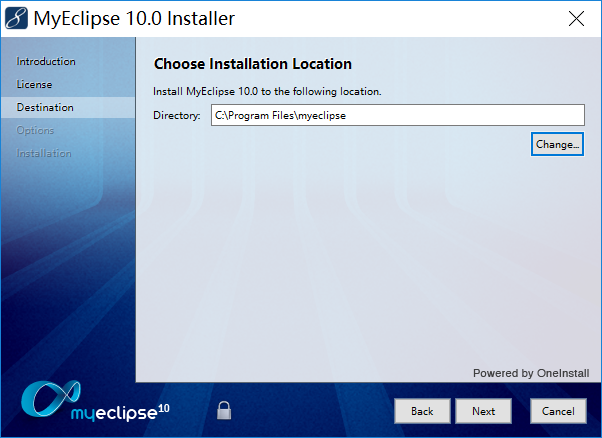 MyEclipse 10.0 Installer
Introduction
License
Destination
Options
Installation
Choose Installation Location
Install MyEclipse 10.0 to the following location.
Directory: C:\Program Files\myeclipse
Change...
Powered by OneInstall
myeclipse10
Back Next Cancel